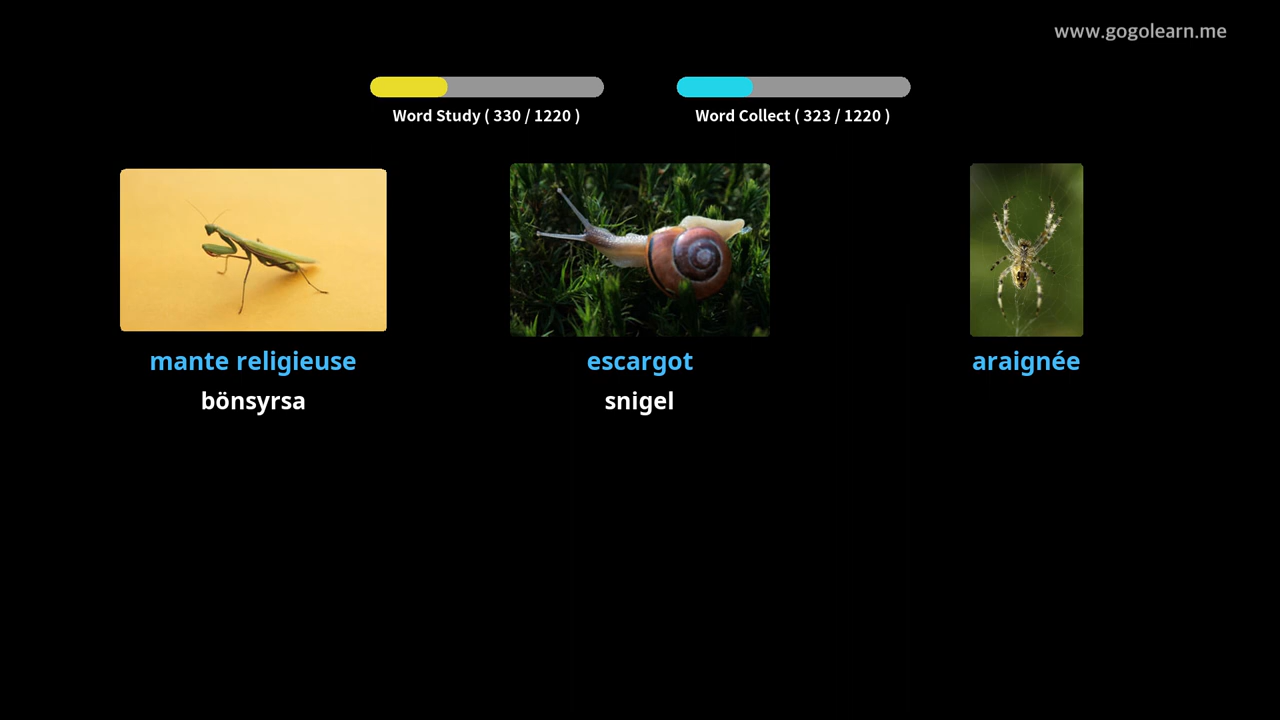 www.gogolearn.me
Word Study ( 330 / 1220 )
Word Collect ( 323 / 1220 )
mante religieuse
bönsyrsa
escargot
snigel
araignée